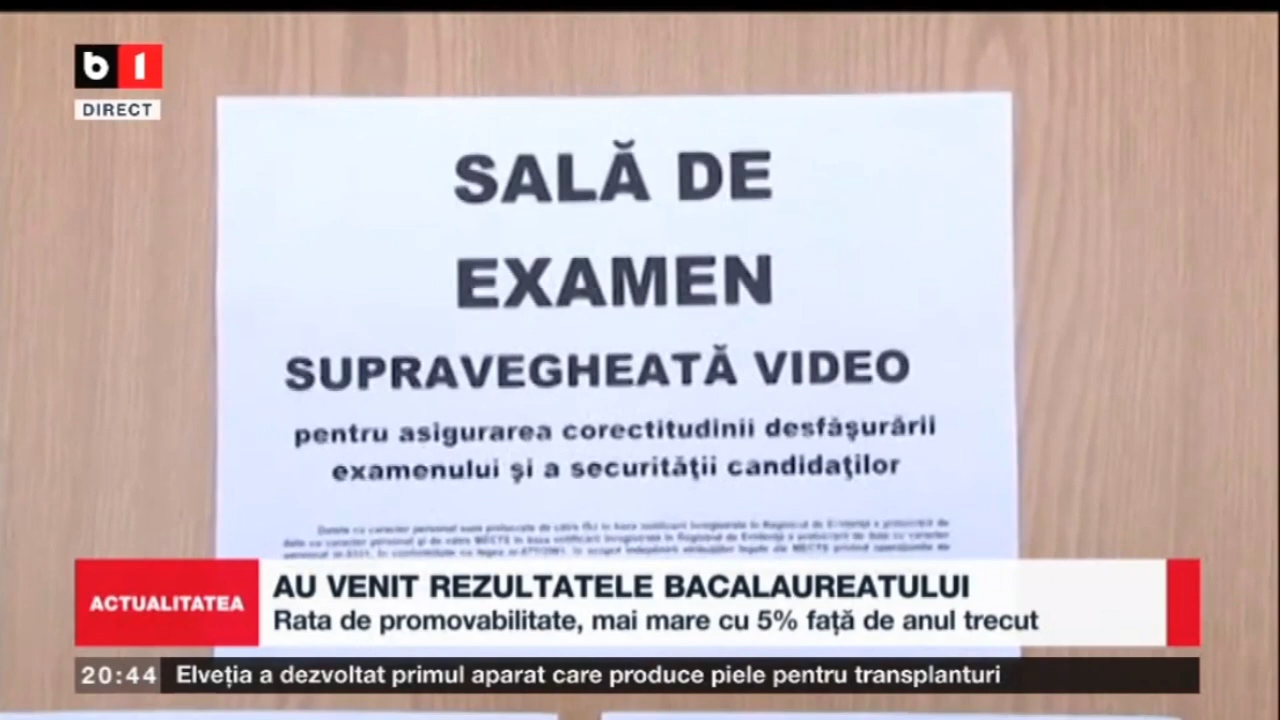 b 1
DIRECT
SALĂ DE
EXAMEN
SUPRAVEGHEATĂ VIDEO
pentru asigurarea corectitudinii desfăşurării
examenului şi a securităţii candidaţilor
ACTUALITATEA
AU VENIT REZULTATELE BACALAUREATULUI
Rata de promovabilitate, mai mare cu 5% față de anul trecut
20:44 Elveția a dezvoltat primul aparat care produce piele pentru transplanturi